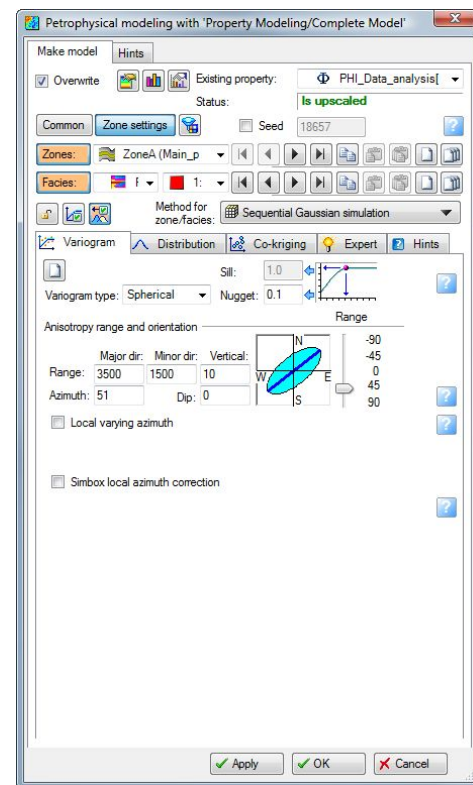 Petrophysical modeling with 'Property Modeling/Complete Model'
Make model Hints
Overwrite Existing property: Φ PHI_Data_analysis[
Status: Is upscaled
Common Zone settings Seed 18657
Zones: ZoneA (Main_p
Facies: F 1:
Method for zone/facies: Sequential Gaussian simulation
Variogram Distribution Co-kriging Expert Hints
Sill: 1.0
Variogram type: Spherical Nugget: 0.1
Range
Anisotropy range and orientation
N -90
-45
Major dir: Minor dir: Vertical:
Range: 3500 1500 10 W E 0
45
Azimuth: 51 Dip: 0 S 90
Local varying azimuth
Simbox local azimuth correction
Apply OK Cancel